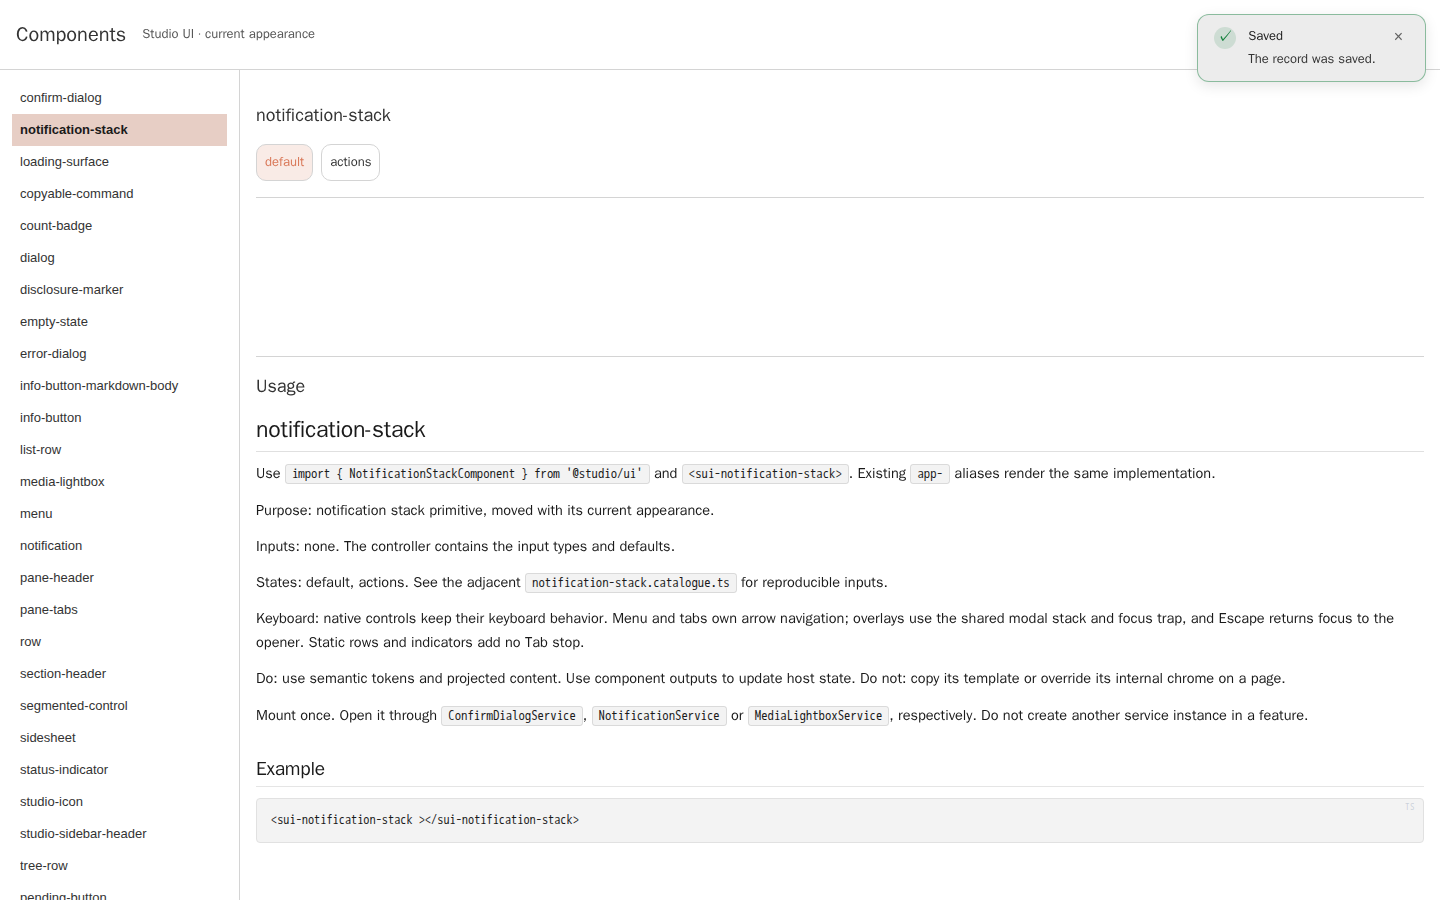 Components
Studio UI · current appearance
Saved
The record was saved.
confirm-dialog
notification-stack
loading-surface
copyable-command
count-badge
dialog
disclosure-marker
empty-state
error-dialog
info-button-markdown-body
info-button
list-row
media-lightbox
menu
notification
pane-header
pane-tabs
row
section-header
segmented-control
sidesheet
status-indicator
studio-icon
studio-sidebar-header
tree-row
pending-button
notification-stack
default
actions
Usage
notification-stack
Use import { NotificationStackComponent } from '@studio/ui' and <sui-notification-stack>. Existing app- aliases render the same implementation.
Purpose: notification stack primitive, moved with its current appearance.
Inputs: none. The controller contains the input types and defaults.
States: default, actions. See the adjacent notification-stack.catalogue.ts for reproducible inputs.
Keyboard: native controls keep their keyboard behavior. Menu and tabs own arrow navigation; overlays use the shared modal stack and focus trap, and Escape returns focus to the
opener. Static rows and indicators add no Tab stop.
Do: use semantic tokens and projected content. Use component outputs to update host state. Do not: copy its template or override its internal chrome on a page.
Mount once. Open it through ConfirmDialogService, NotificationService or MediaLightboxService, respectively. Do not create another service instance in a feature.
Example
TS
<sui-notification-stack ></sui-notification-stack>